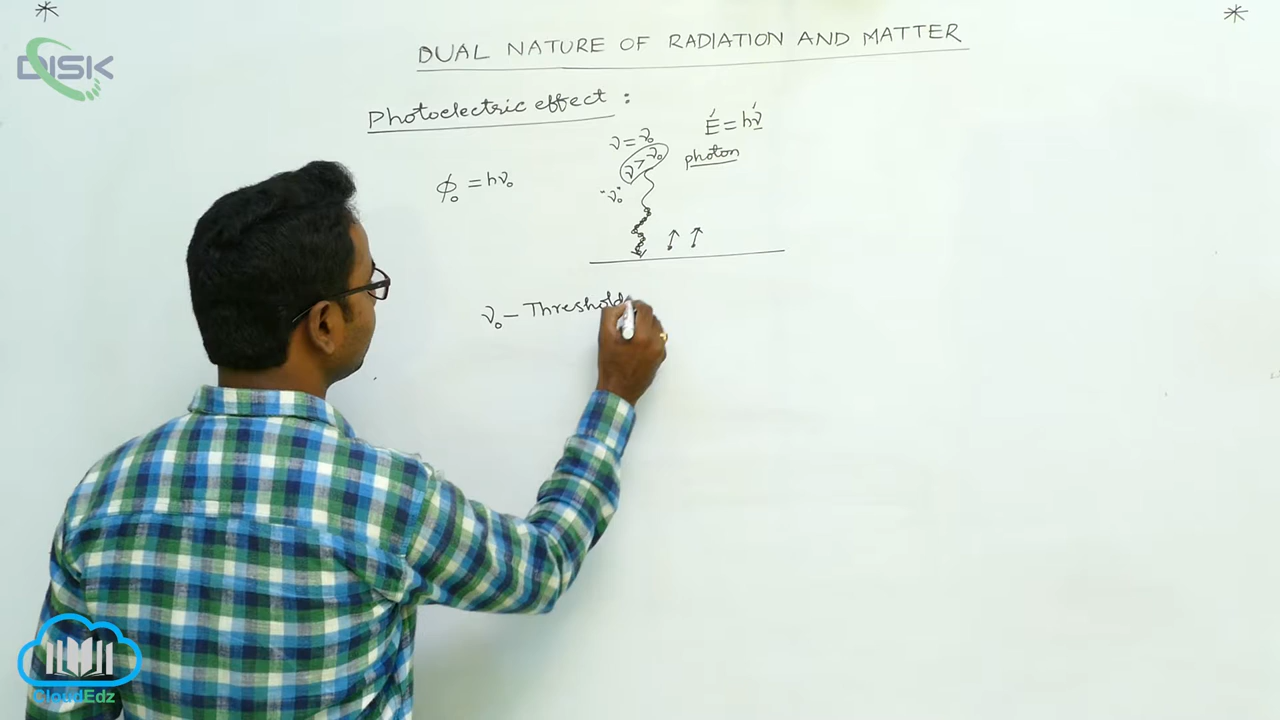 DISK
DUAL NATURE OF RADIATION AND MATTER
Photoelectric effect :
ν = ν₀
É = hν́
ν > ν₀
photon
ϕ₀ = hν₀
"ν₀"
ν₀ – Threshold
CloudEdz